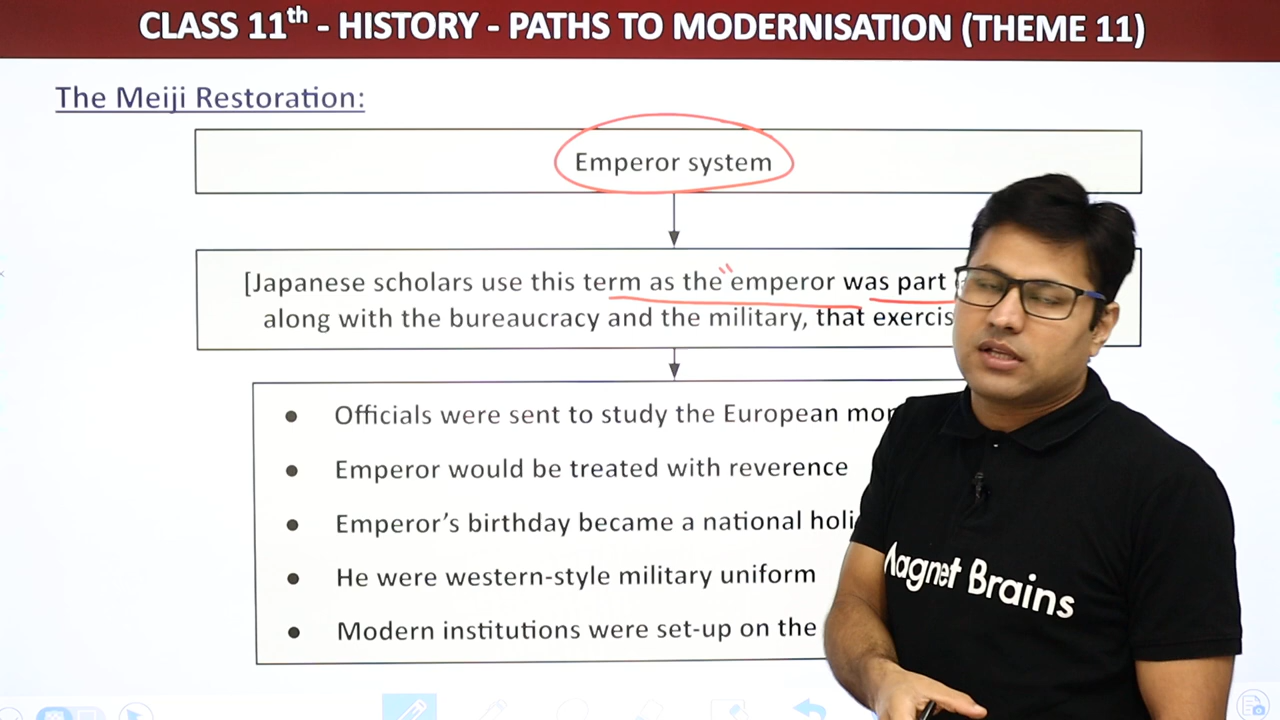 CLASS 11th - HISTORY - PATHS TO MODERNISATION (THEME 11)
The Meiji Restoration:
Emperor system
[Japanese scholars use this term as the "emperor was part
along with the bureaucracy and the military, that
● Officials were sent to study the European
● Emperor would be treated with reverence
● Emperor's birthday became a national
● He were western-style military uniform
● Modern institutions were set-up on the
Magnet Brains